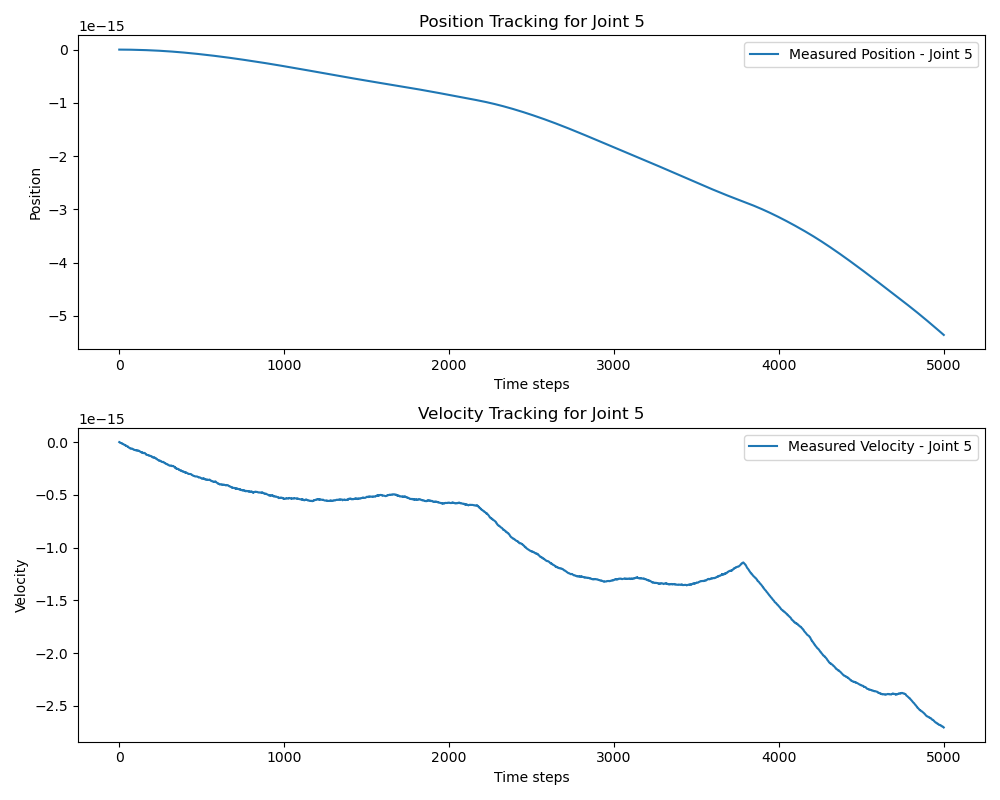 Position Tracking for Joint 5
1e−15
Measured Position - Joint 5
0
−1
−2
−3
−4
−5
Position
0 1000 2000 3000 4000 5000
Time steps
Velocity Tracking for Joint 5
1e−15
Measured Velocity - Joint 5
0.0
−0.5
−1.0
−1.5
−2.0
−2.5
Velocity
0 1000 2000 3000 4000 5000
Time steps